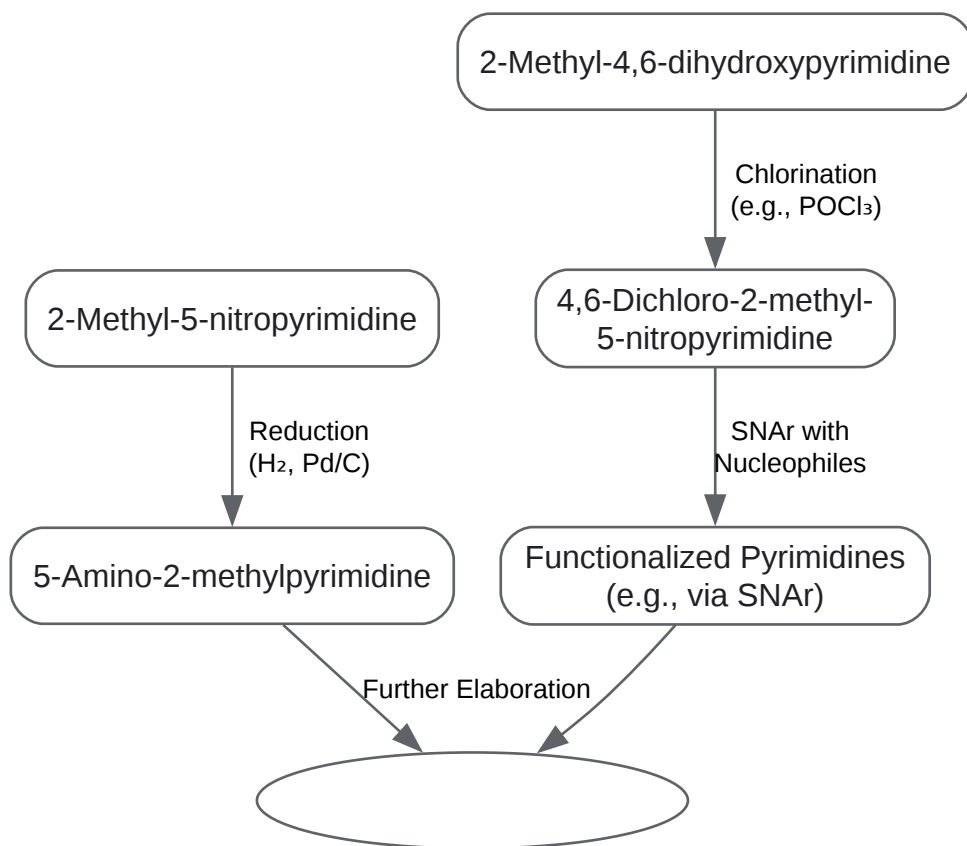 2-Methyl-4,6-dihydroxypyrimidine
Chlorination
(e.g., POCl₃)
2-Methyl-5-nitropyrimidine
4,6-Dichloro-2-methyl-
5-nitropyrimidine
Reduction
(H₂, Pd/C)
SNAr with
Nucleophiles
5-Amino-2-methylpyrimidine
Functionalized Pyrimidines
(e.g., via SNAr)
Further Elaboration